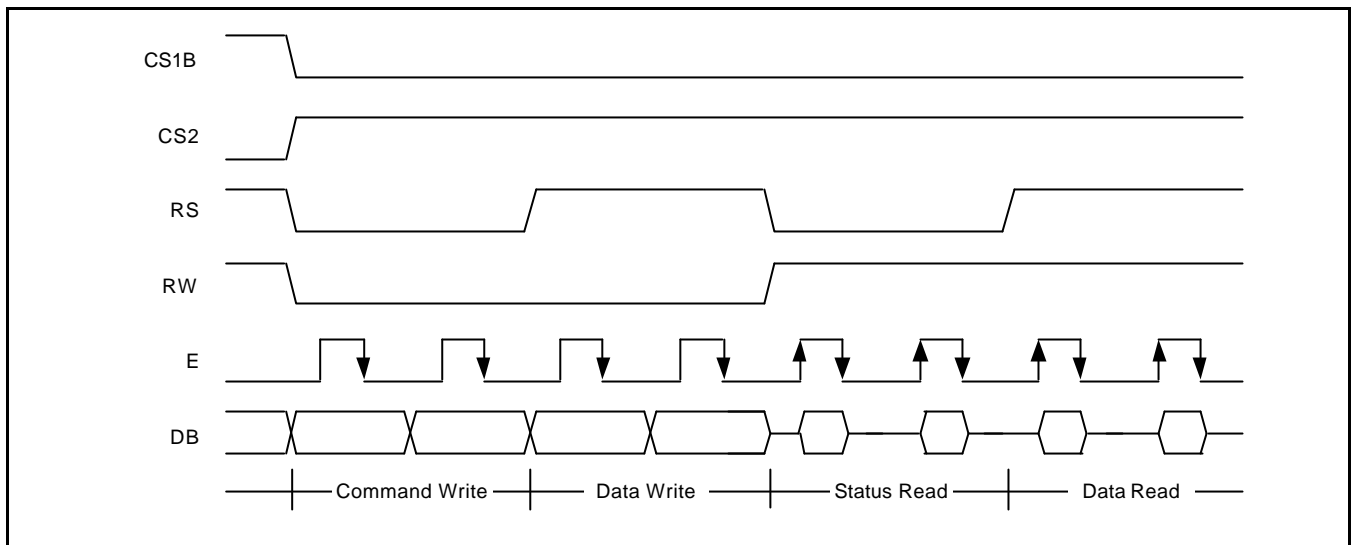 CS1B
CS2
RS
RW
E
DB
Command Write Data Write Status Read Data Read